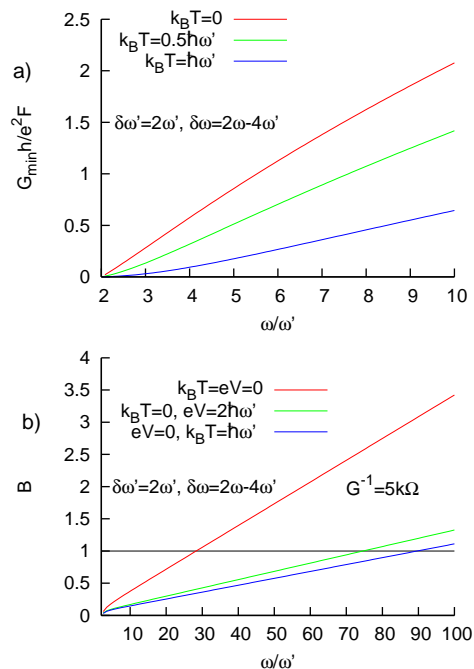 a)
k_BT=0
k_BT=0.5ħω'
k_BT=ħω'
δω'=2ω', δω=2ω-4ω'
G_minh/e²F
2.5
2
1.5
1
0.5
0
2 3 4 5 6 7 8 9 10
ω/ω'
b)
k_BT=eV=0
k_BT=0, eV=2ħω'
eV=0, k_BT=ħω'
δω'=2ω', δω=2ω-4ω'
G⁻¹=5kΩ
B
4
3.5
3
2.5
2
1.5
1
0.5
0
10 20 30 40 50 60 70 80 90 100
ω/ω'